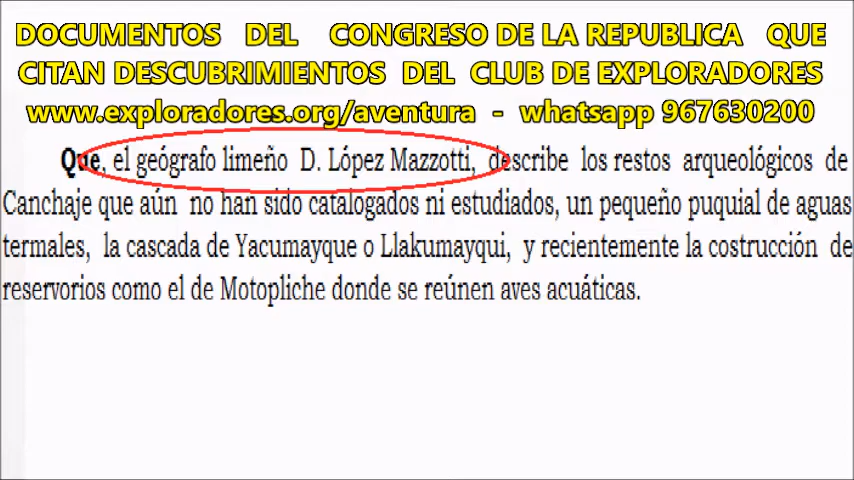 DOCUMENTOS DEL CONGRESO DE LA REPUBLICA QUE
CITAN DESCUBRIMIENTOS DEL CLUB DE EXPLORADORES
www.exploradores.org/aventura - whatsapp 967630200
Que, el geógrafo limeño D. López Mazzotti, describe los restos arqueológicos de
Canchaje que aún no han sido catalogados ni estudiados, un pequeño puquial de aguas
termales, la cascada de Yacumayque o Llakumayqui, y recientemente la costrucción de
reservorios como el de Motopliche donde se reúnen aves acuáticas.